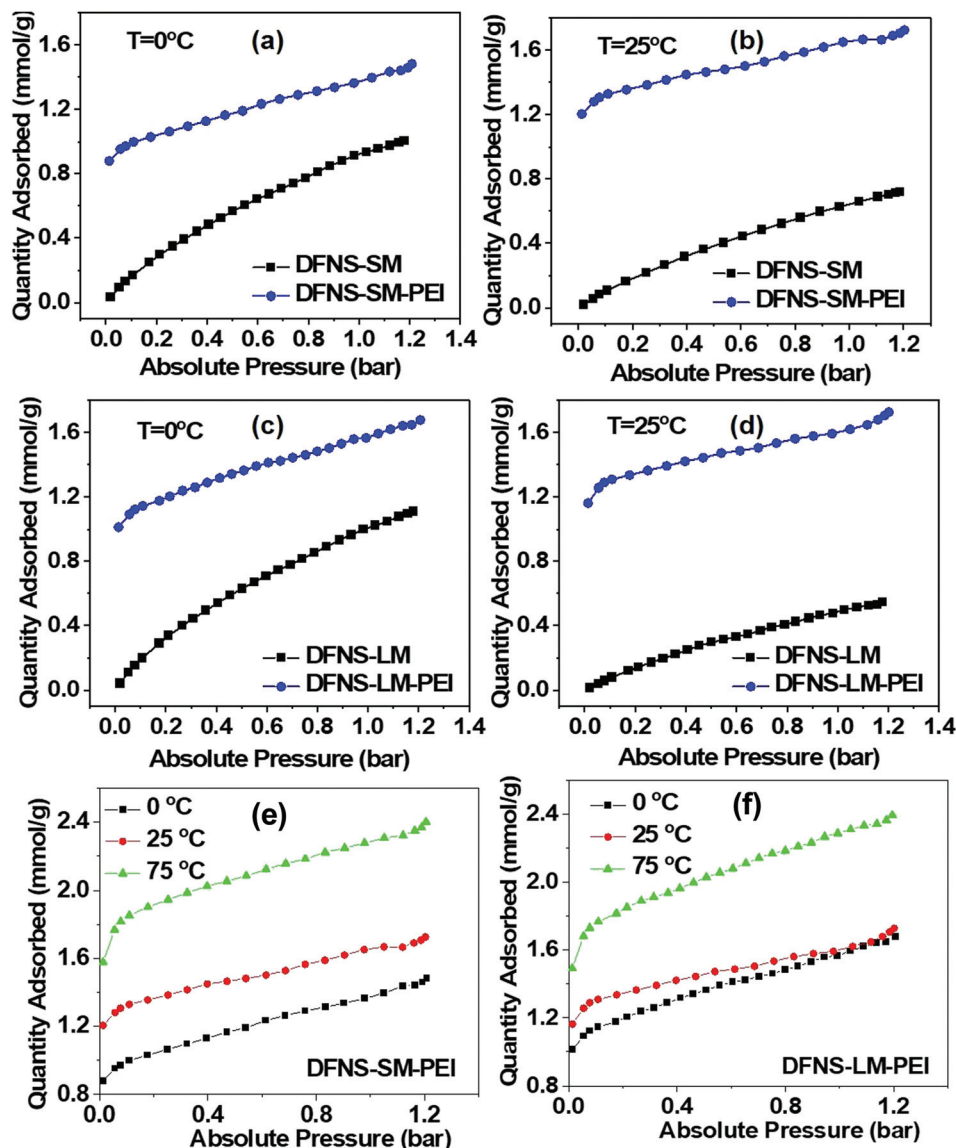 T=0°C (a)
1.6
1.2
0.8
0.4
0.0
Quantity Adsorbed (mmol/g)
DFNS-SM
DFNS-SM-PEI
0.0 0.2 0.4 0.6 0.8 1.0 1.2 1.4
Absolute Pressure (bar)
T=25°C (b)
1.6
1.2
0.8
0.4
0.0
Quantity Adsorbed (mmol/g)
DFNS-SM
DFNS-SM-PEI
0.0 0.2 0.4 0.6 0.8 1.0 1.2
Absolute Pressure (bar)
T=0°C (c)
1.6
1.2
0.8
0.4
0.0
Quantity Adsorbed (mmol/g)
DFNS-LM
DFNS-LM-PEI
0.0 0.2 0.4 0.6 0.8 1.0 1.2 1.4
Absolute Pressure (bar)
T=25°C (d)
1.6
1.2
0.8
0.4
0.0
Quantity Adsorbed (mmol/g)
DFNS-LM
DFNS-LM-PEI
0.0 0.2 0.4 0.6 0.8 1.0 1.2 1.4
Absolute Pressure (bar)
(e)
0 °C
25 °C
75 °C
2.4
2.0
1.6
1.2
0.8
Quantity Adsorbed (mmol/g)
DFNS-SM-PEI
0.0 0.4 0.8 1.2
Absolute Pressure (bar)
(f)
0 °C
25 °C
75 °C
2.4
2.0
1.6
1.2
0.8
Quantity Adsorbed (mmol/g)
DFNS-LM-PEI
0.0 0.4 0.8 1.2
Absolute Pressure (bar)